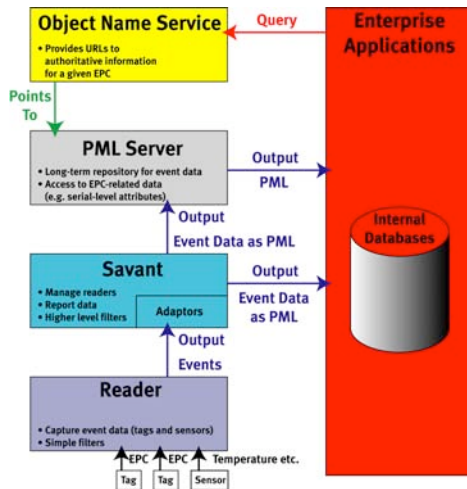 Object Name Service
• Provides URLs to
authoritative information
for a given EPC
Query
Enterprise
Applications
Points
To
PML Server
• Long-term repository for event data
• Access to EPC-related data
(e.g. serial-level attributes)
Output
PML
Output
Event Data as PML
Internal
Databases
Savant
• Manage readers
• Report data
• Higher level filters
Adaptors
Output
Event Data
as PML
Output
Events
Reader
• Capture event data (tags and sensors)
• Simple filters
EPC
EPC
Temperature etc.
Tag
Tag
Sensor